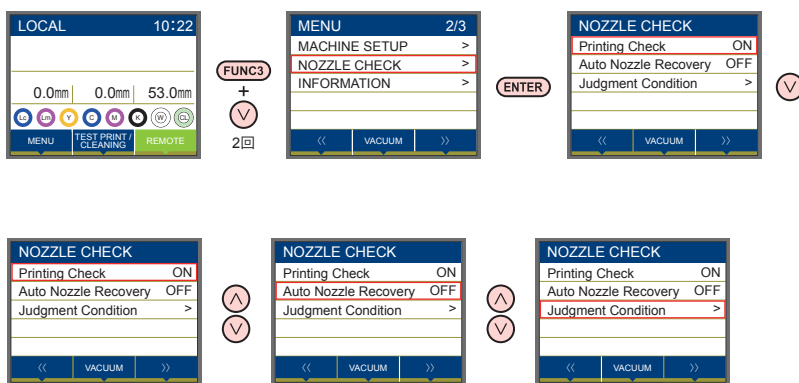 LOCAL 10:22
0.0mm 0.0mm 53.0mm
Lc Lm Y C M K W CL
MENU TEST PRINT / CLEANING REMOTE
FUNC3
+
2回
MENU 2/3
MACHINE SETUP >
NOZZLE CHECK >
INFORMATION >
<< VACUUM >>
ENTER
NOZZLE CHECK
Printing Check ON
Auto Nozzle Recovery OFF
Judgment Condition >
<< VACUUM >>
NOZZLE CHECK
Printing Check ON
Auto Nozzle Recovery OFF
Judgment Condition >
<< VACUUM >>
NOZZLE CHECK
Printing Check ON
Auto Nozzle Recovery OFF
Judgment Condition >
<< VACUUM >>
NOZZLE CHECK
Printing Check ON
Auto Nozzle Recovery OFF
Judgment Condition >
<< VACUUM >>